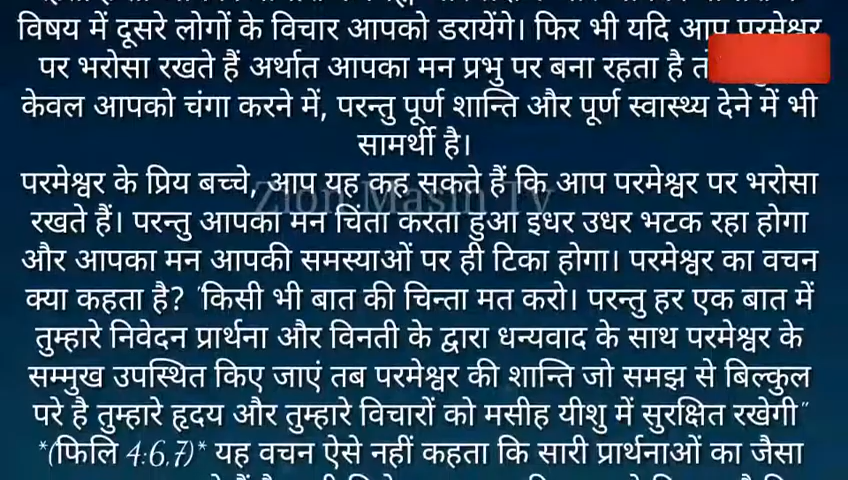 विषय में दूसरे लोगों के विचार आपको डरायेंगे। फिर भी यदि आप परमेश्वर
पर भरोसा रखते हैं अर्थात आपका मन प्रभु पर बना रहता है
केवल आपको चंगा करने में, परन्तु पूर्ण शान्ति और पूर्ण स्वास्थ्य देने में भी
सामर्थी है।
परमेश्वर के प्रिय बच्चे, आप यह कह सकते हैं कि आप परमेश्वर पर भरोसा
Zion Masih Tv
रखते हैं। परन्तु आपका मन चिंता करता हुआ इधर उधर भटक रहा होगा
और आपका मन आपकी समस्याओं पर ही टिका होगा। परमेश्वर का वचन
क्या कहता है? "किसी भी बात की चिन्ता मत करो। परन्तु हर एक बात में
तुम्हारे निवेदन प्रार्थना और विनती के द्वारा धन्यवाद के साथ परमेश्वर के
सम्मुख उपस्थित किए जाएं तब परमेश्वर की शान्ति जो समझ से बिल्कुल
परे है तुम्हारे हृदय और तुम्हारे विचारों को मसीह यीशु में सुरक्षित रखेगी"
*(फिलि 4:6,7)* यह वचन ऐसे नहीं कहता कि सारी प्रार्थनाओं का जैसा